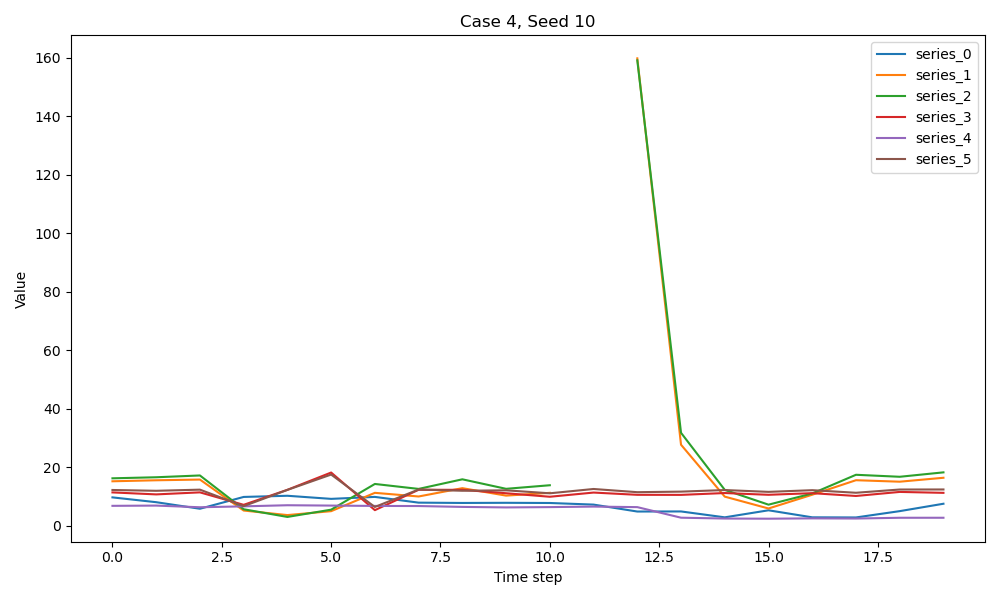 Case 4, Seed 10
Value
160
140
120
100
80
60
40
20
0
series_0
series_1
series_2
series_3
series_4
series_5
0.0 2.5 5.0 7.5 10.0 12.5 15.0 17.5
Time step